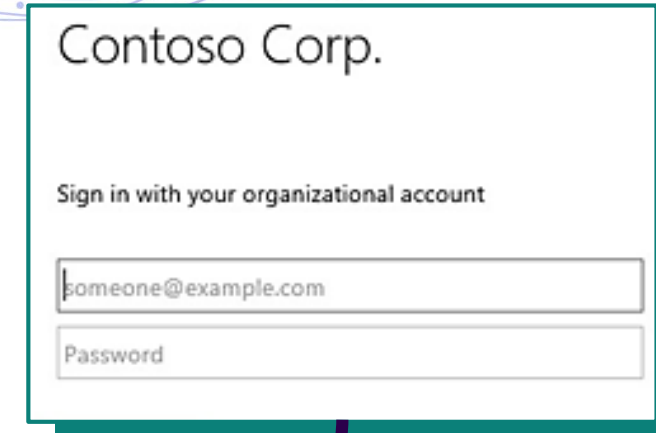 Contoso Corp.
Sign in with your organizational account
someone@example.com
Password